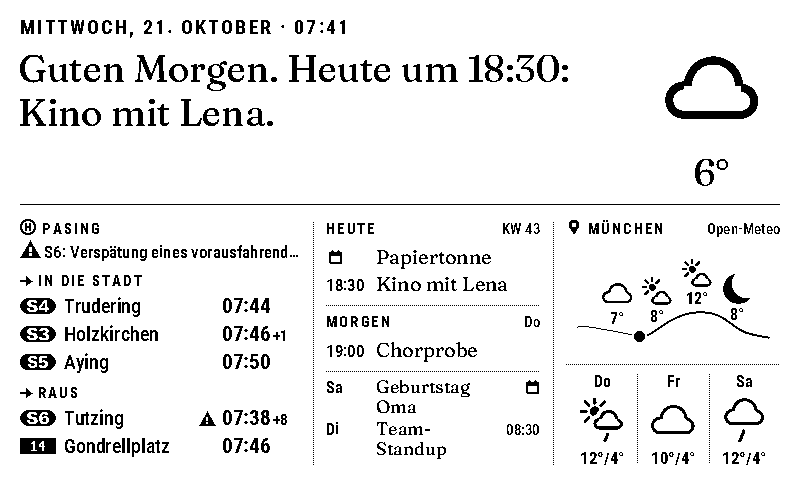 MITTWOCH, 21. OKTOBER · 07:41
Guten Morgen. Heute um 18:30:
Kino mit Lena.
6°
H PASING
S6: Verspätung eines vorausfahrend…
→ IN DIE STADT
S4 Trudering 07:44
S3 Holzkirchen 07:46 +1
S5 Aying 07:50
→ RAUS
S6 Tutzing 07:38 +8
14 Gondrellplatz 07:46
HEUTE KW 43
Papiertonne
18:30 Kino mit Lena
MORGEN Do
19:00 Chorprobe
Sa Geburtstag
Oma
Di Team- 08:30
Standup
MÜNCHEN Open-Meteo
7° 8° 12° 8°
Do Fr Sa
12°/4° 10°/4° 12°/4°